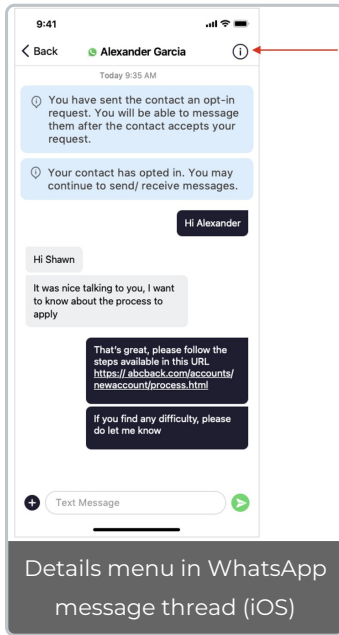 9:41
Back
Alexander Garcia
Today 9:35 AM
You have sent the contact an opt-in
request. You will be able to message
them after the contact accepts your
request.
Your contact has opted in. You may
continue to send/ receive messages.
Hi Alexander
Hi Shawn
It was nice talking to you, I want
to know about the process to
apply
That's great, please follow the
steps available in this URL
https:// abcback.com/accounts/
newaccount/process.html
If you find any difficulty, please
do let me know
Text Message
Details menu in WhatsApp
message thread (iOS)